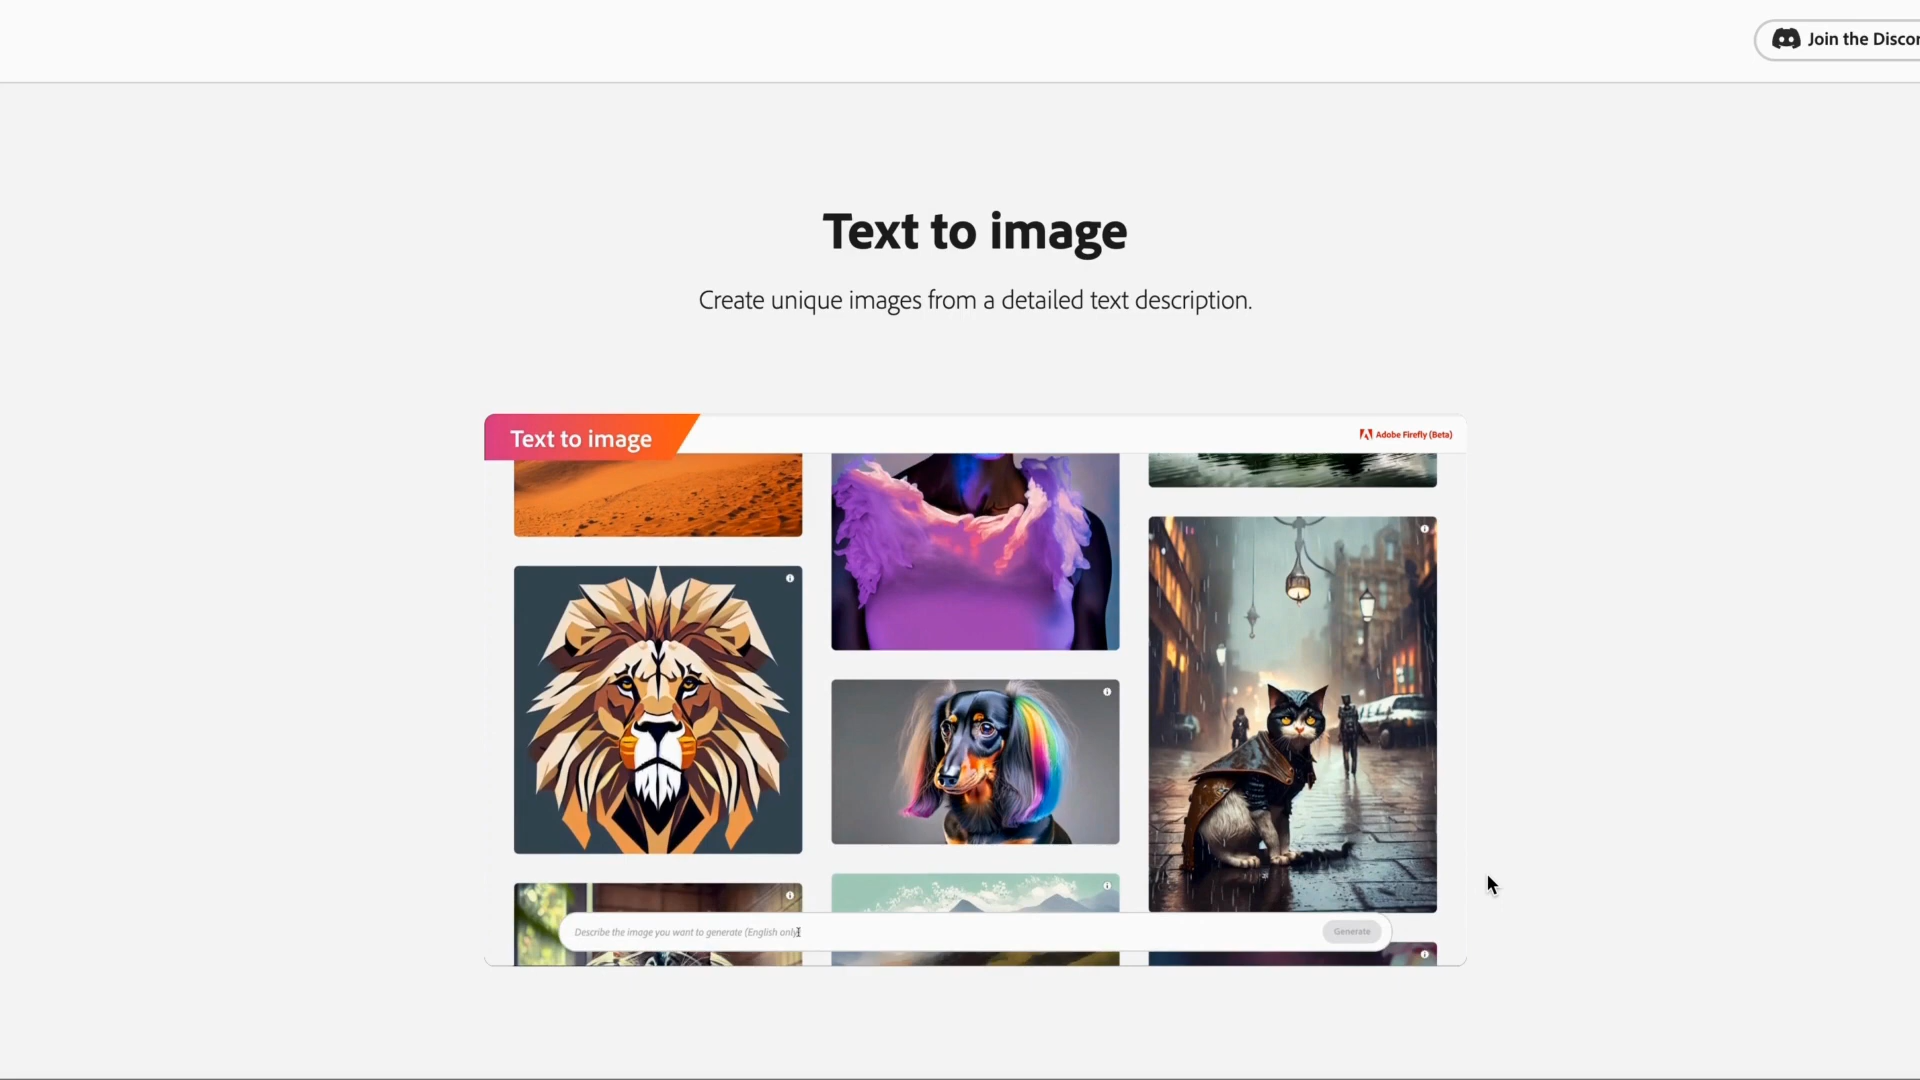 Join the Discor
Text to image
Create unique images from a detailed text description.
Text to image
Adobe Firefly (Beta)
Describe the image you want to generate (English only)
Generate